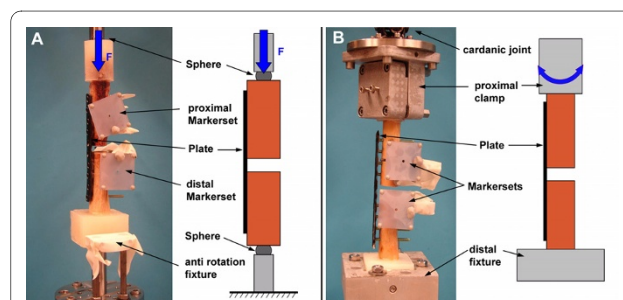 A
F
Sphere
proximal
Markerset
Plate
distal
Markerset
Sphere
anti rotation
fixture
F
B
cardanic joint
proximal
clamp
Plate
Markersets
distal
fixture